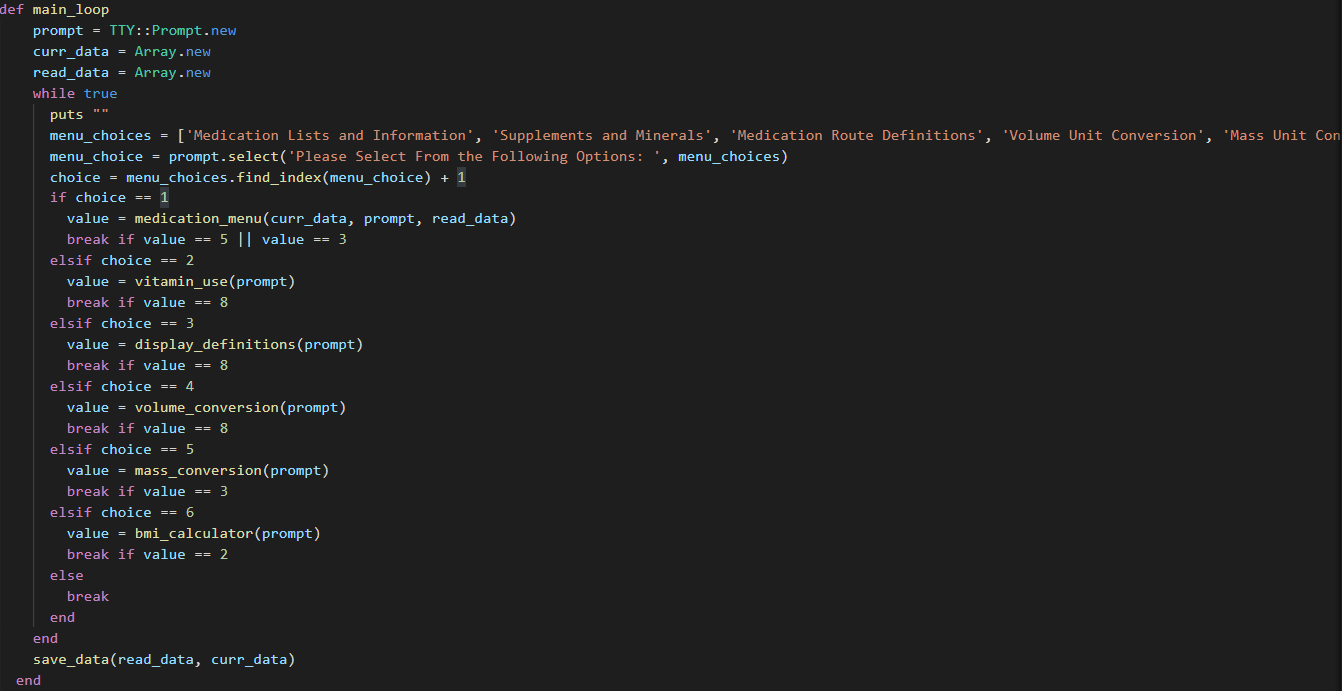 def main_loop
    prompt = TTY::Prompt.new
    curr_data = Array.new
    read_data = Array.new
    while true
      puts ""
      menu_choices = ['Medication Lists and Information', 'Supplements and Minerals', 'Medication Route Definitions', 'Volume Unit Conversion', 'Mass Unit Con
      menu_choice = prompt.select('Please Select From the Following Options: ', menu_choices)
      choice = menu_choices.find_index(menu_choice) + 1
      if choice == 1
        value = medication_menu(curr_data, prompt, read_data)
        break if value == 5 || value == 3
      elsif choice == 2
        value = vitamin_use(prompt)
        break if value == 8
      elsif choice == 3
        value = display_definitions(prompt)
        break if value == 8
      elsif choice == 4
        value = volume_conversion(prompt)
        break if value == 8
      elsif choice == 5
        value = mass_conversion(prompt)
        break if value == 3
      elsif choice == 6
        value = bmi_calculator(prompt)
        break if value == 2
      else
        break
      end
    end
    save_data(read_data, curr_data)
  end